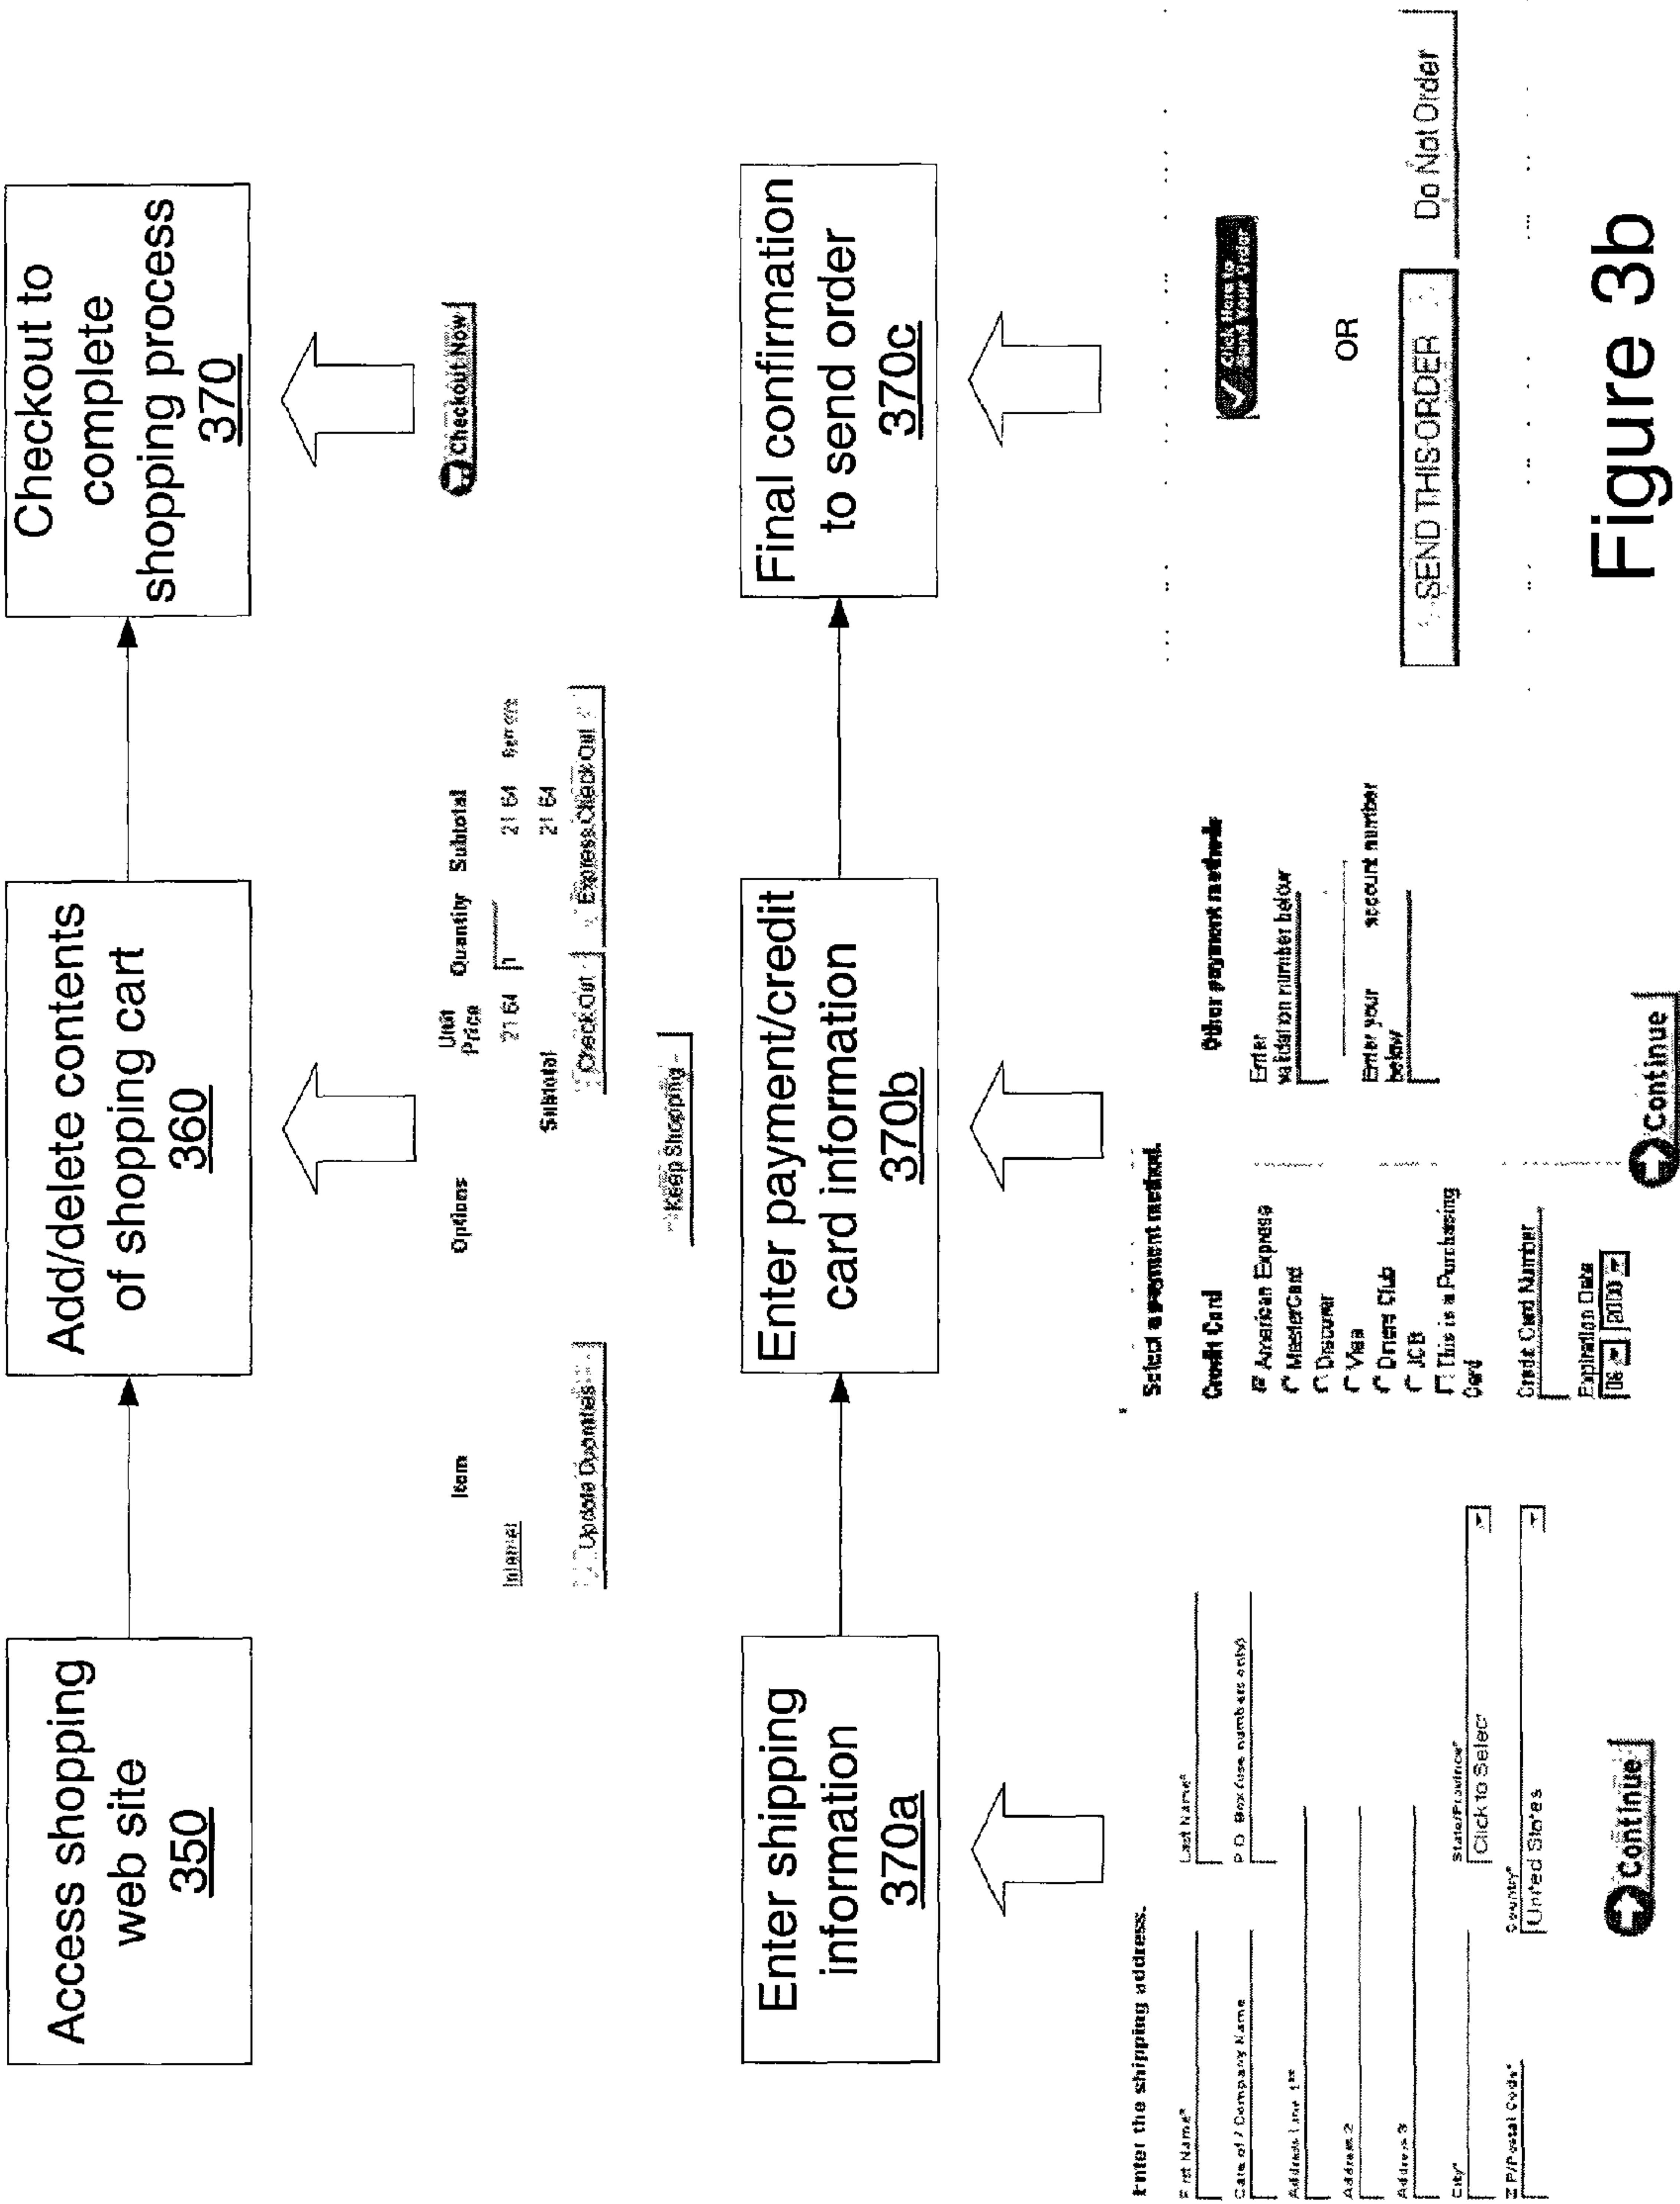 Access shopping
web site
350
Add/delete contents
of shopping cart
360
Checkout to
complete
shopping process
370
Item
Options
Unit
Price
Quantity
Subtotal
21 64
1
21 64
Subtotal
21 64
Update Quantities
Check Out
Express Check Out
Keep Shopping
Checkout Now
Enter shipping
information
370a
Enter payment/credit
card information
370b
Final confirmation
to send order
370c
Enter the shipping address.
First Name*
Last Name*
Care of / Company Name
P O Box (use numbers only)
Address Line 1**
Address 2
Address 3
City*
State/Province*
Click to Select
ZIP/Postal Code*
Country*
United States
Continue
Select a payment method.
Credit Card
American Express
MasterCard
Discover
Visa
Diners Club
JCB
This is a Purchasing
Card
Credit Card Number
Expiration Date
06 2000
Other payment methods
Enter
validation number below
Enter your account number
below
Continue
Click Here to
Send Your Order
OR
SEND THIS ORDER
Do Not Order
Figure 3b